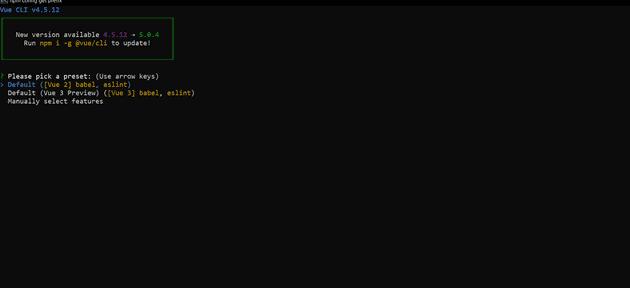 npm config get prefix
Vue CLI v4.5.12
New version available 4.5.12 → 5.0.4
Run npm i -g @vue/cli to update!
? Please pick a preset: (Use arrow keys)
> Default ([Vue 2] babel, eslint)
Default (Vue 3 Preview) ([Vue 3] babel, eslint)
Manually select features